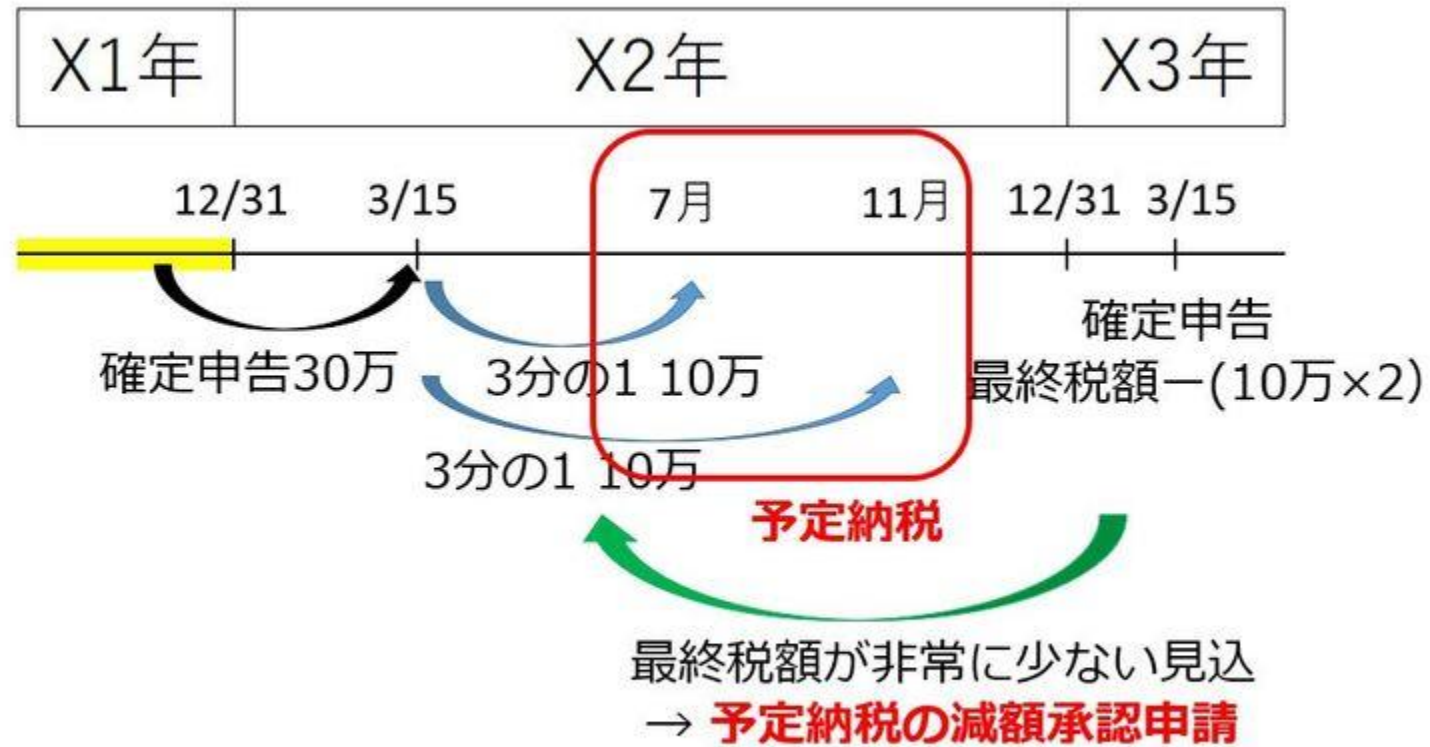 X1年 X2年 X3年
12/31 3/15 7月 11月 12/31 3/15
確定申告30万
3分の1 10万
3分の1 10万
確定申告
最終税額ー(10万×2)
予定納税
最終税額が非常に少ない見込
→ 予定納税の減額承認申請